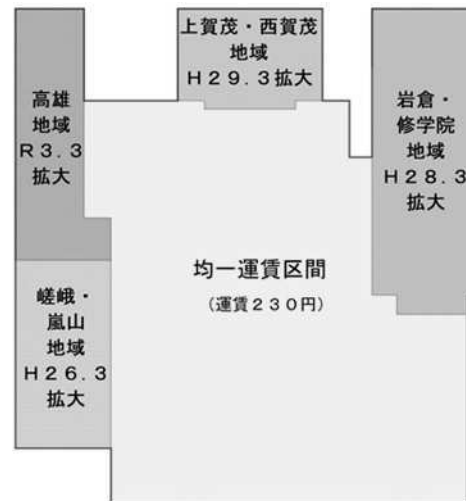 上賀茂・西賀茂
地域
Ｈ２９.３拡大
高雄
地域
Ｒ３.３
拡大
岩倉・
修学院
地域
Ｈ２８.３
拡大
均一運賃区間
（運賃２３０円）
嵯峨・
嵐山
地域
Ｈ２６.３
拡大